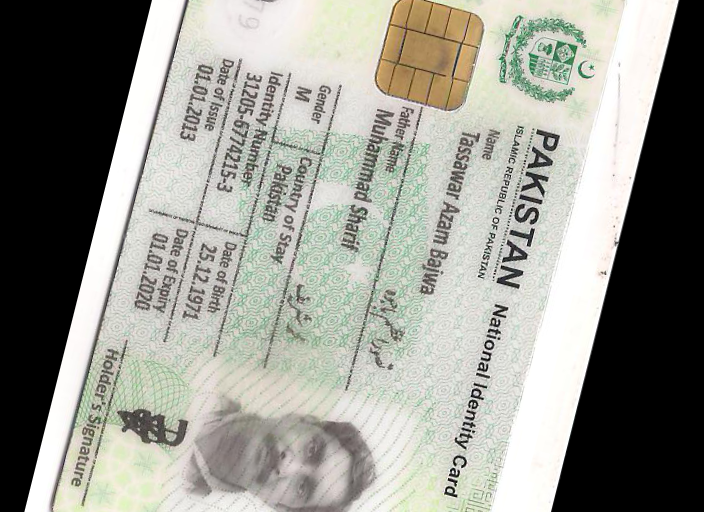 PAKISTAN National Identity Card
ISLAMIC REPUBLIC OF PAKISTAN
Name
Tassawar Azam Bajwa
Father Name
Muhammad Sharif
Gender
M
Country of Stay
Pakistan
Identity Number
31205-6774215-3
Date of Birth
25.12.1971
Date of Issue
01.01.2013
Date of Expiry
01.01.2020
Holder's Signature